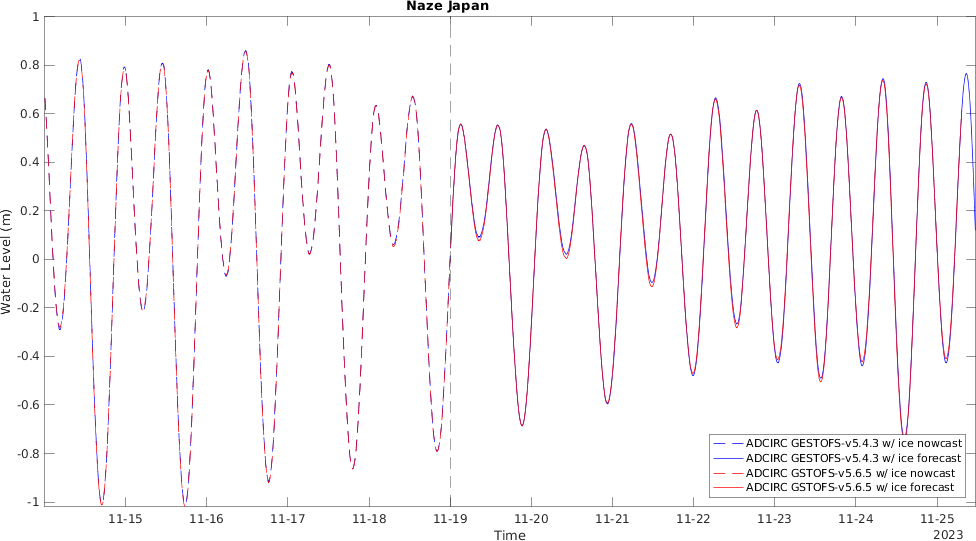 Naze Japan
Water Level (m)
1
0.8
0.6
0.4
0.2
0
-0.2
-0.4
-0.6
-0.8
-1
ADCIRC GESTOFS-v5.4.3 w/ ice nowcast
ADCIRC GESTOFS-v5.4.3 w/ ice forecast
ADCIRC GSTOFS-v5.6.5 w/ ice nowcast
ADCIRC GSTOFS-v5.6.5 w/ ice forecast
11-15 11-16 11-17 11-18 11-19 11-20 11-21 11-22 11-23 11-24 11-25
Time
2023